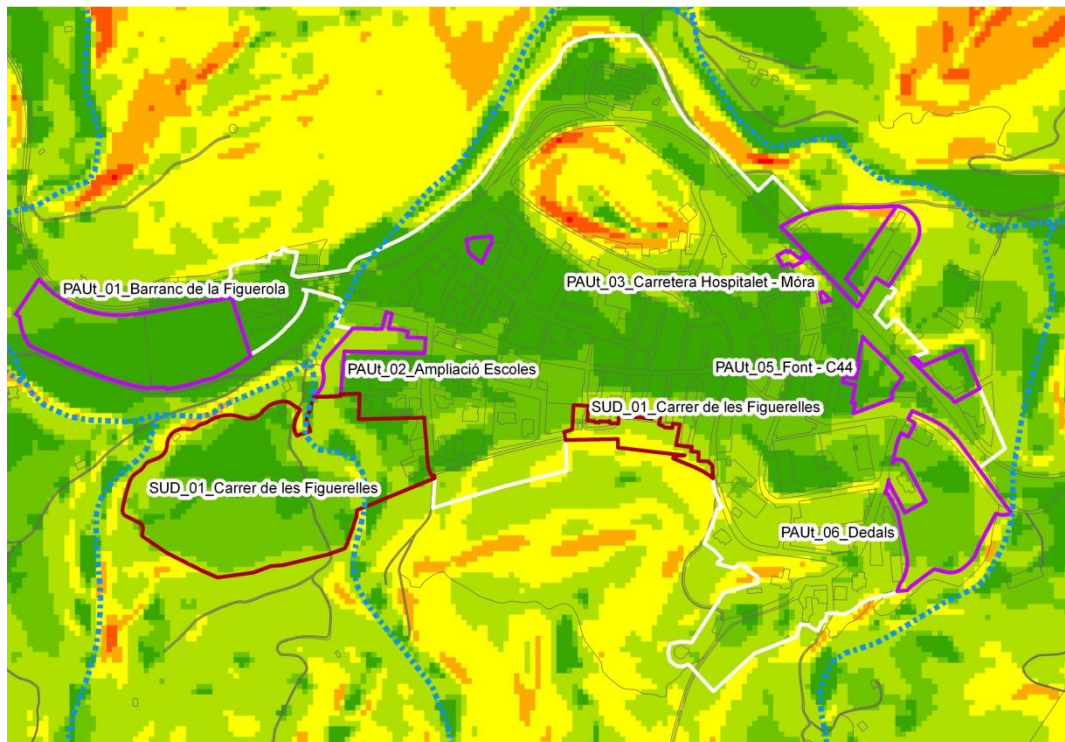 PAUt_01_Barranc de la Figuerola
PAUt_03_Carretera Hospitalet - Móra
PAUt_02_Ampliació Escoles
PAUt_05_Font - C44
SUD_01_Carrer de les Figuerelles
SUD_01_Carrer de les Figuerelles
PAUt_06_Dedals